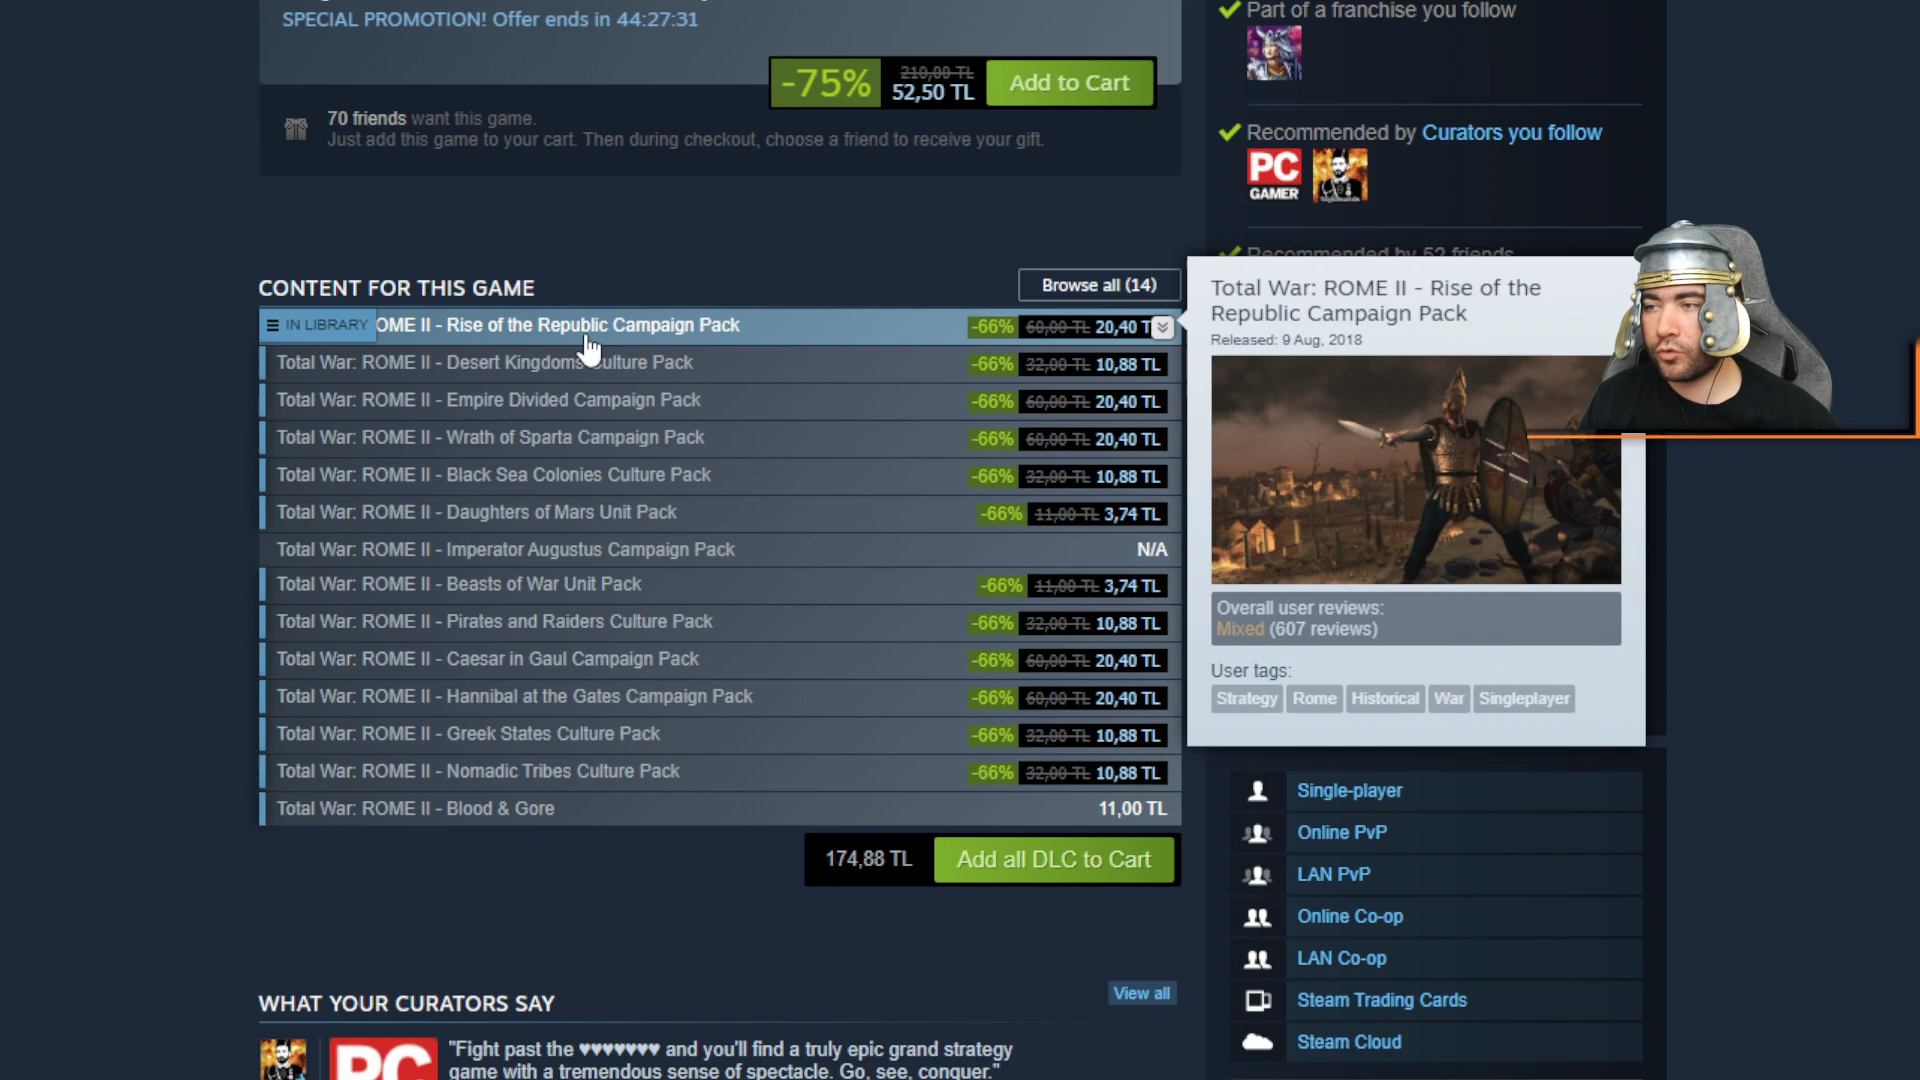 SPECIAL PROMOTION! Offer ends in 44:27:31
-75%
210,00 TL
52,50 TL
Add to Cart
70 friends want this game.
Just add this game to your cart. Then during checkout, choose a friend to receive your gift.
Part of a franchise you follow
Recommended by Curators you follow
PC GAMER
Recommended by 52 friends
CONTENT FOR THIS GAME
Browse all (14)
IN LIBRARY OME II - Rise of the Republic Campaign Pack -66% 60,00 TL 20,40 T
Total War: ROME II - Desert Kingdoms Culture Pack -66% 32,00 TL 10,88 TL
Total War: ROME II - Empire Divided Campaign Pack -66% 60,00 TL 20,40 TL
Total War: ROME II - Wrath of Sparta Campaign Pack -66% 60,00 TL 20,40 TL
Total War: ROME II - Black Sea Colonies Culture Pack -66% 32,00 TL 10,88 TL
Total War: ROME II - Daughters of Mars Unit Pack -66% 11,00 TL 3,74 TL
Total War: ROME II - Imperator Augustus Campaign Pack N/A
Total War: ROME II - Beasts of War Unit Pack -66% 11,00 TL 3,74 TL
Total War: ROME II - Pirates and Raiders Culture Pack -66% 32,00 TL 10,88 TL
Total War: ROME II - Caesar in Gaul Campaign Pack -66% 60,00 TL 20,40 TL
Total War: ROME II - Hannibal at the Gates Campaign Pack -66% 60,00 TL 20,40 TL
Total War: ROME II - Greek States Culture Pack -66% 32,00 TL 10,88 TL
Total War: ROME II - Nomadic Tribes Culture Pack -66% 32,00 TL 10,88 TL
Total War: ROME II - Blood & Gore 11,00 TL
174,88 TL Add all DLC to Cart
Total War: ROME II - Rise of the
Republic Campaign Pack
Released: 9 Aug, 2018
Overall user reviews:
Mixed (607 reviews)
User tags:
Strategy Rome Historical War Singleplayer
Single-player
Online PvP
LAN PvP
Online Co-op
LAN Co-op
Steam Trading Cards
Steam Cloud
WHAT YOUR CURATORS SAY
View all
PC
"Fight past the ♥♥♥♥♥♥♥ and you'll find a truly epic grand strategy
game with a tremendous sense of spectacle. Go, see, conquer."